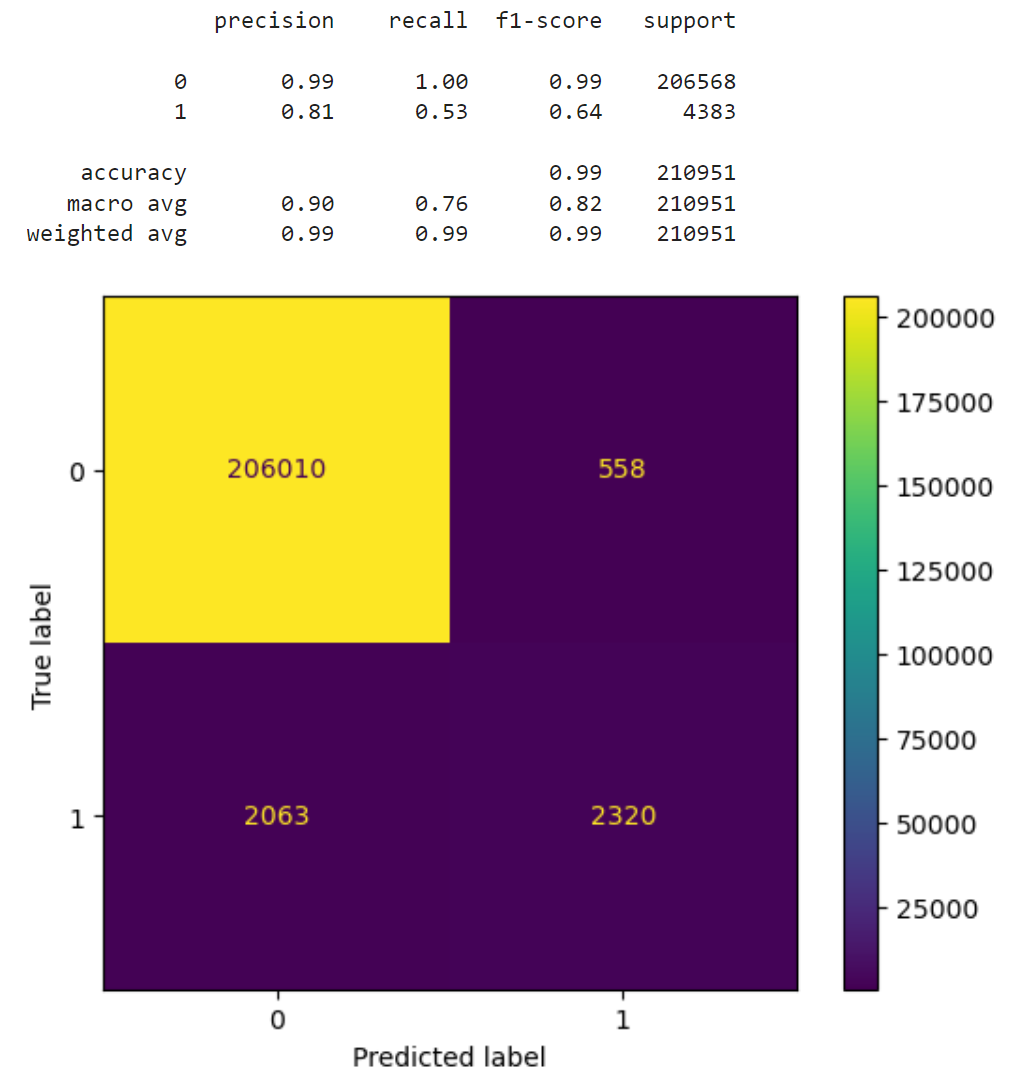 precision recall f1-score support
0 0.99 1.00 0.99 206568
1 0.81 0.53 0.64 4383
accuracy 0.99 210951
macro avg 0.90 0.76 0.82 210951
weighted avg 0.99 0.99 0.99 210951
200000
175000
150000
125000
100000
75000
50000
25000
True label
0
206010
558
1
2063
2320
0
1
Predicted label